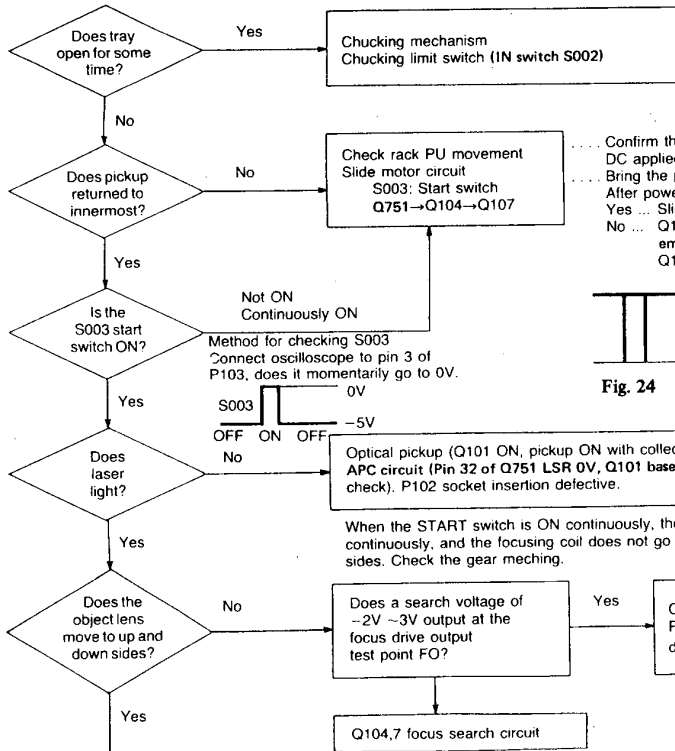 Does tray
open for some
time?
Yes
Chucking mechanism
Chucking limit switch (IN switch S002)
No
Does pickup
returned to
innermost?
No
Check rack PU movement
Slide motor circuit
S003: Start switch
Q751→Q104→Q107
.... Confirm th
DC applied
.... Bring the p
After powe
Yes ... Sli
No ... Q1
em
Q1
Yes
Is the
S003 start
switch ON?
Not ON
Continuously ON
Method for checking S003
Connect oscilloscope to pin 3 of
P103, does it momentarily go to 0V.
S003
0V
−5V
OFF ON OFF
Fig. 24
Yes
Does
laser
light?
No
Optical pickup (Q101 ON, pickup ON with collec
APC circuit (Pin 32 of Q751 LSR 0V, Q101 base
check). P102 socket insertion defective.
When the START switch is ON continuously, the
continuously, and the focusing coil does not go
sides. Check the gear meching.
Yes
Does the
object lens
move to up and
down sides?
No
Does a search voltage of
−2V ~3V output at the
focus drive output
test point FO?
Yes
C
P
d
Yes
Q104,7 focus search circuit